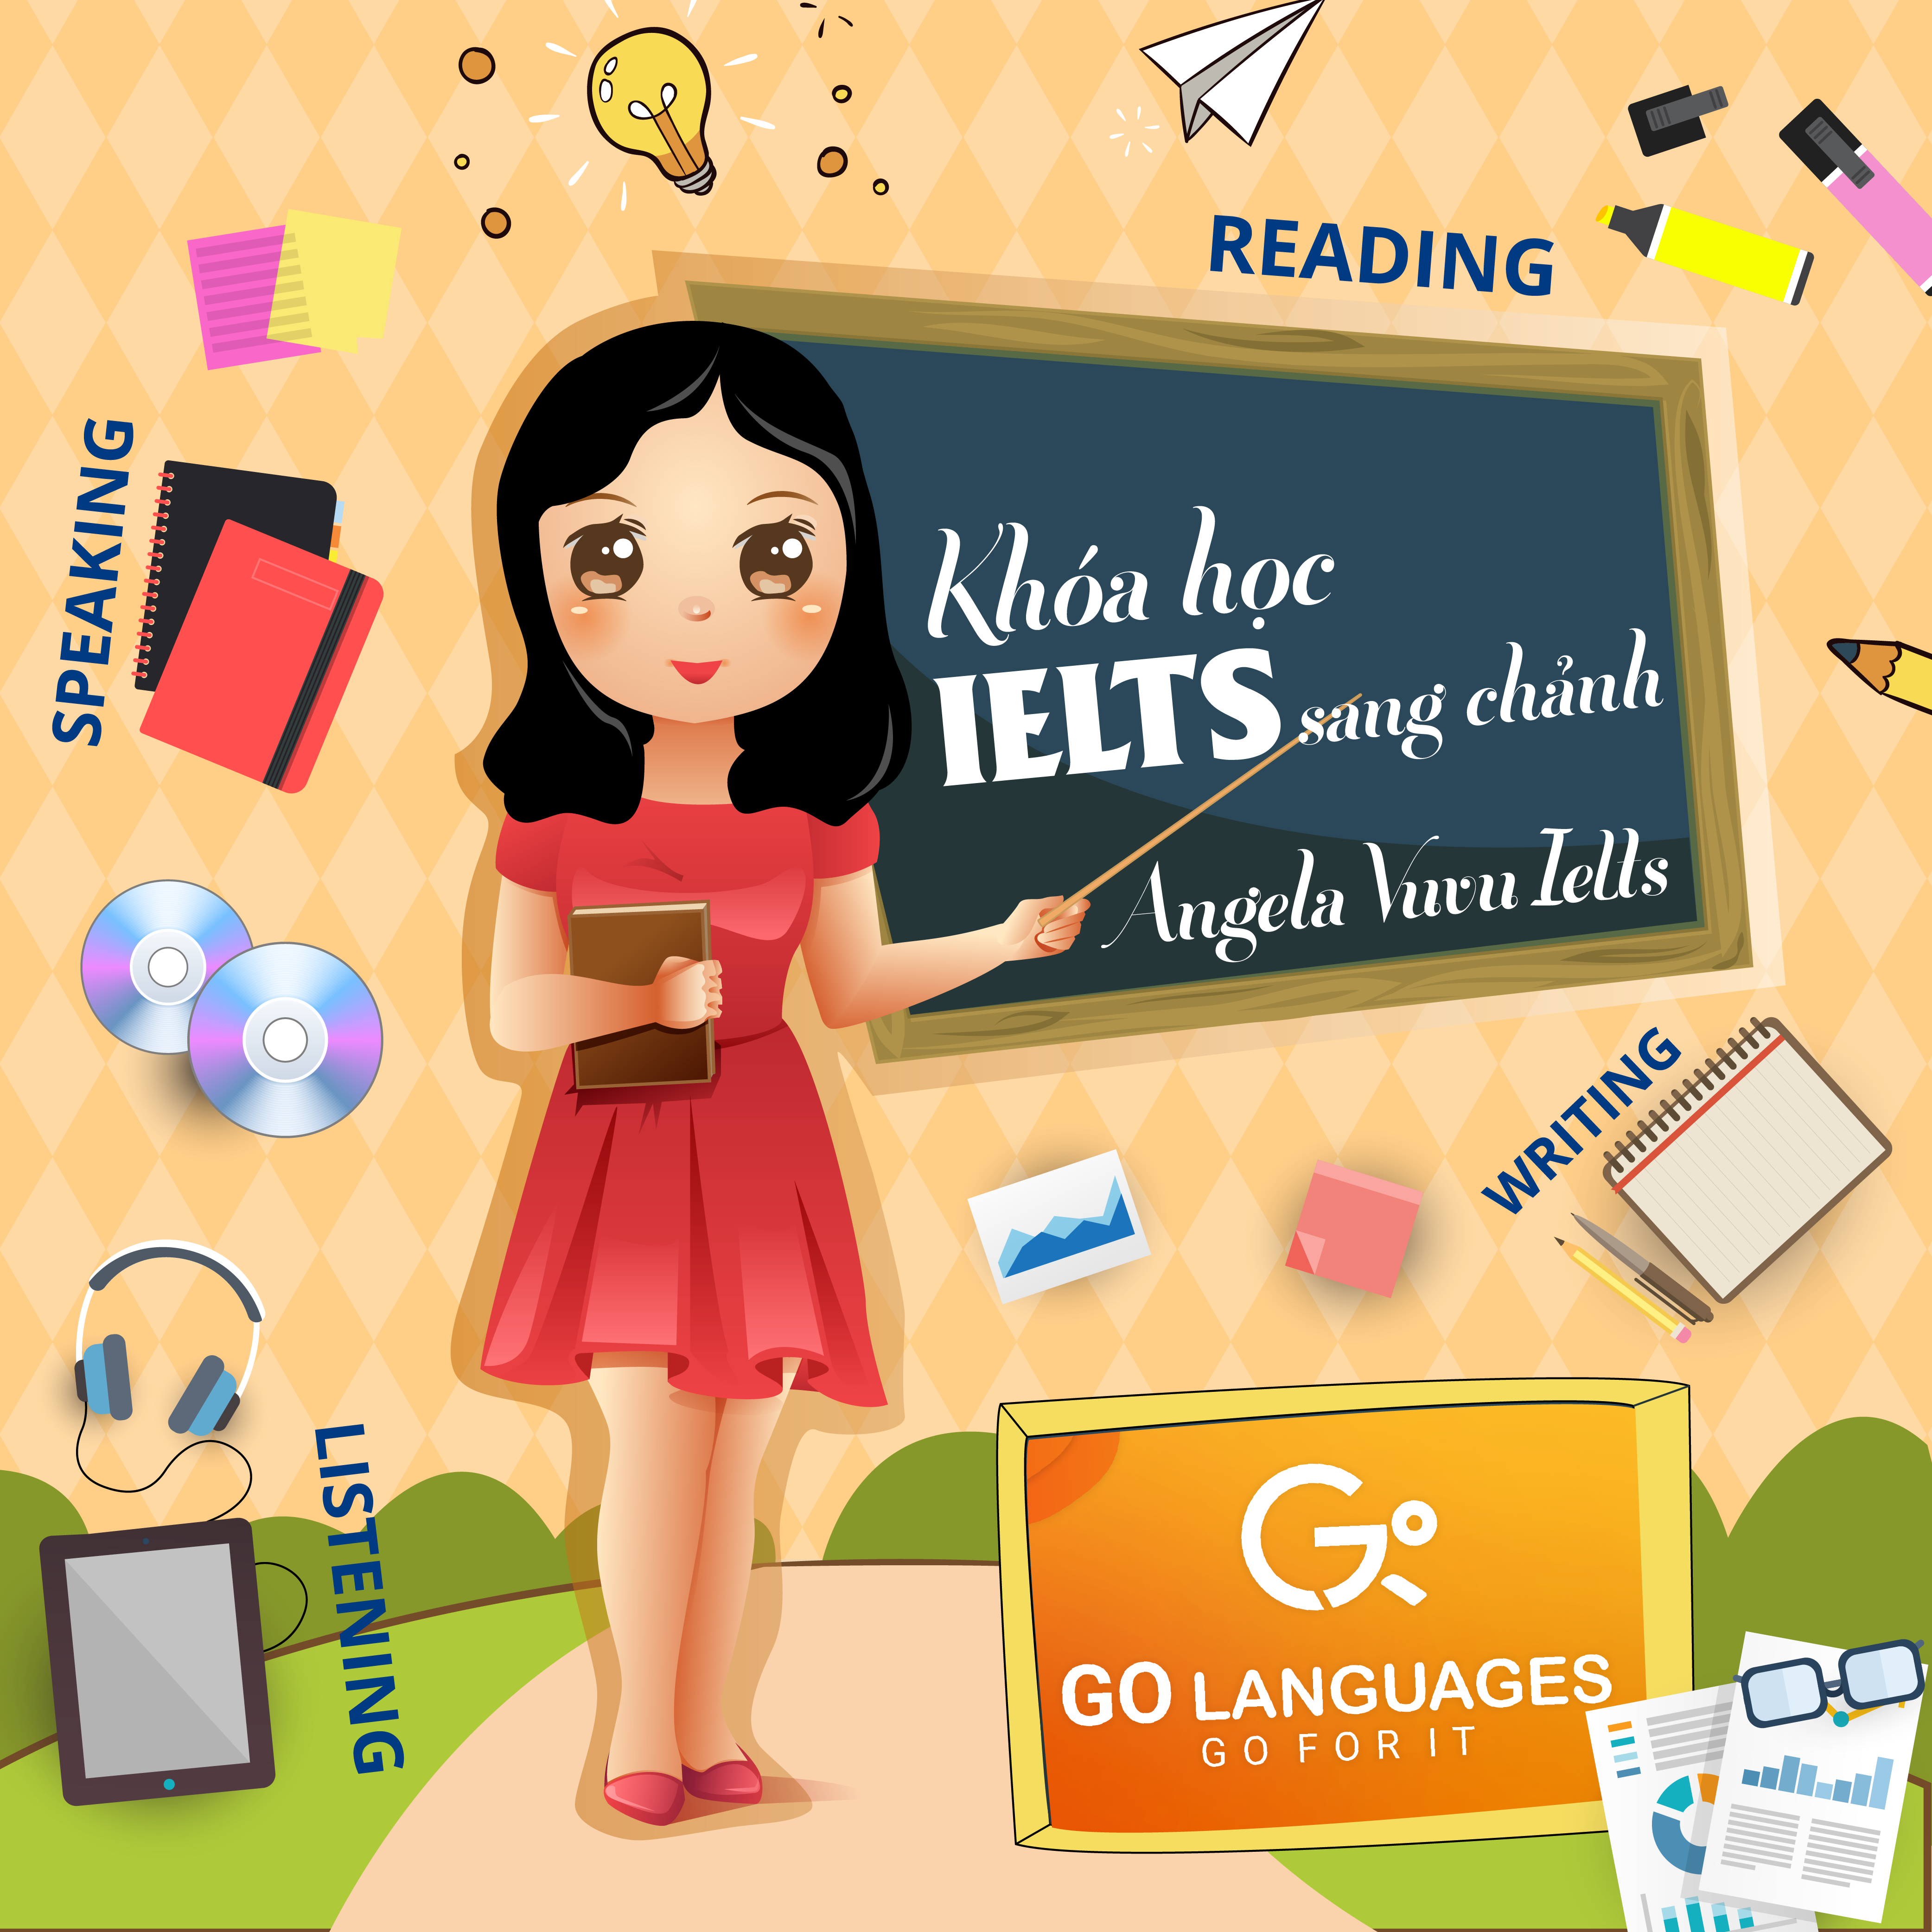 READING
SPEAKING
Khóa học
IELTS sang chảnh
Angela Vuvu Ielts
WRITING
LISTENING
GO LANGUAGES
GO FOR IT